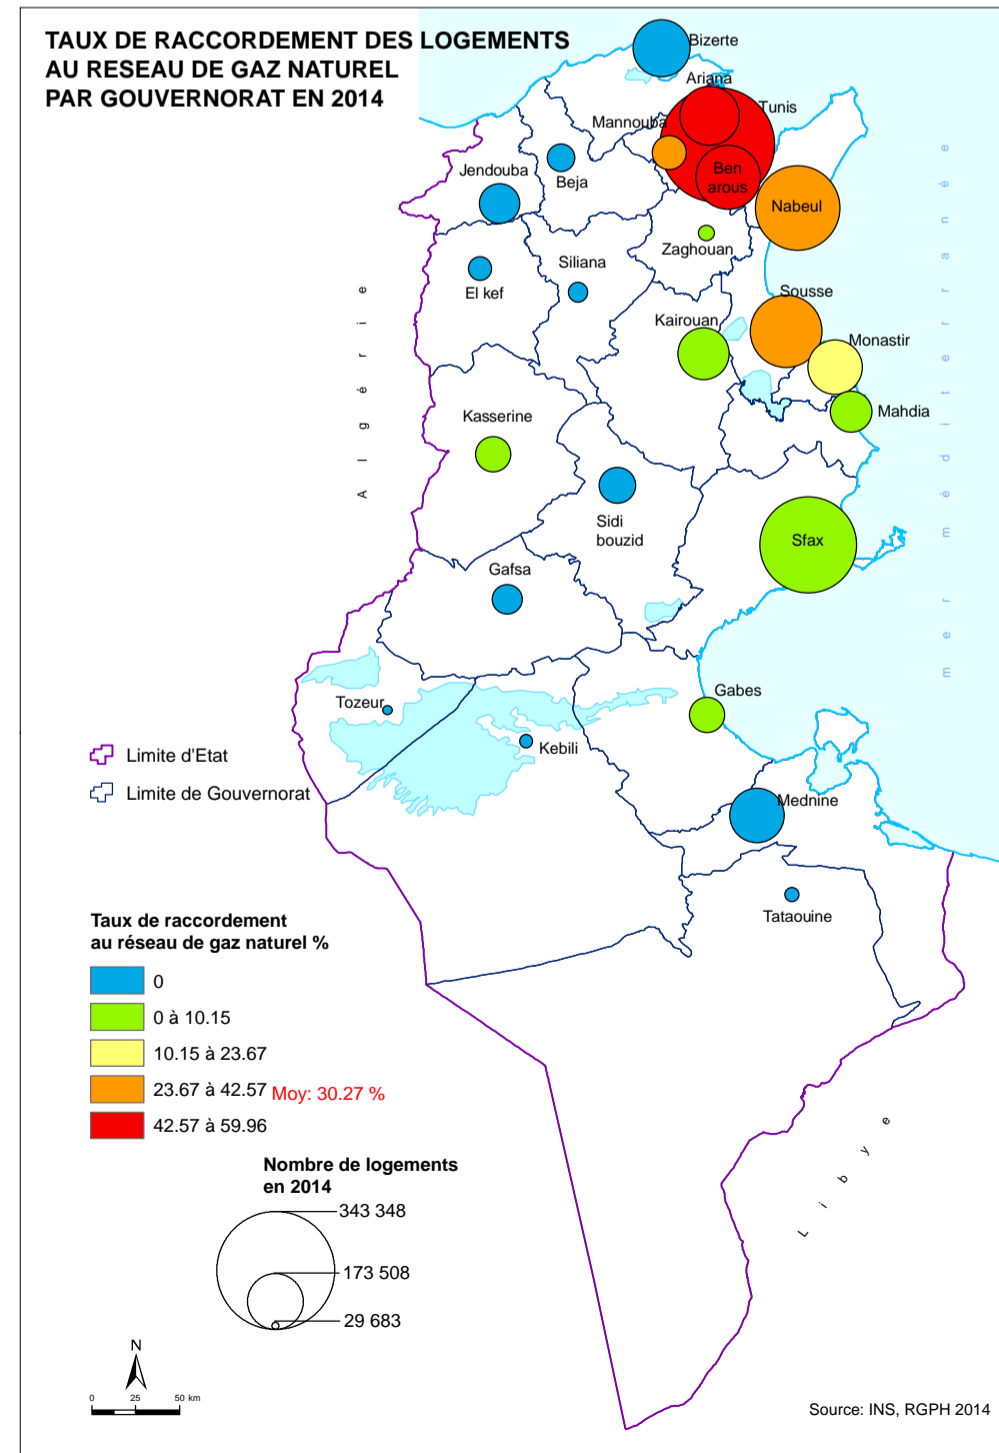 TAUX DE RACCORDEMENT DES LOGEMENTS
AU RESEAU DE GAZ NATUREL
PAR GOUVERNORAT EN 2014
Bizerte
Ariana
Tunis
Mannouba
Ben
arous
Jendouba
Beja
Nabeul
Zaghouan
Siliana
El kef
Sousse
Kairouan
Monastir
Mahdia
Kasserine
Sidi
bouzid
Sfax
Gafsa
Tozeur
Gabes
Kebili
Mednine
Tataouine
Algérie
mer méditerranée
Libye
Limite d'Etat
Limite de Gouvernorat
Taux de raccordement
au réseau de gaz naturel %
0
0 à 10.15
10.15 à 23.67
23.67 à 42.57 Moy: 30.27 %
42.57 à 59.96
Nombre de logements
en 2014
343 348
173 508
29 683
N
0 25 50 km
Source: INS, RGPH 2014